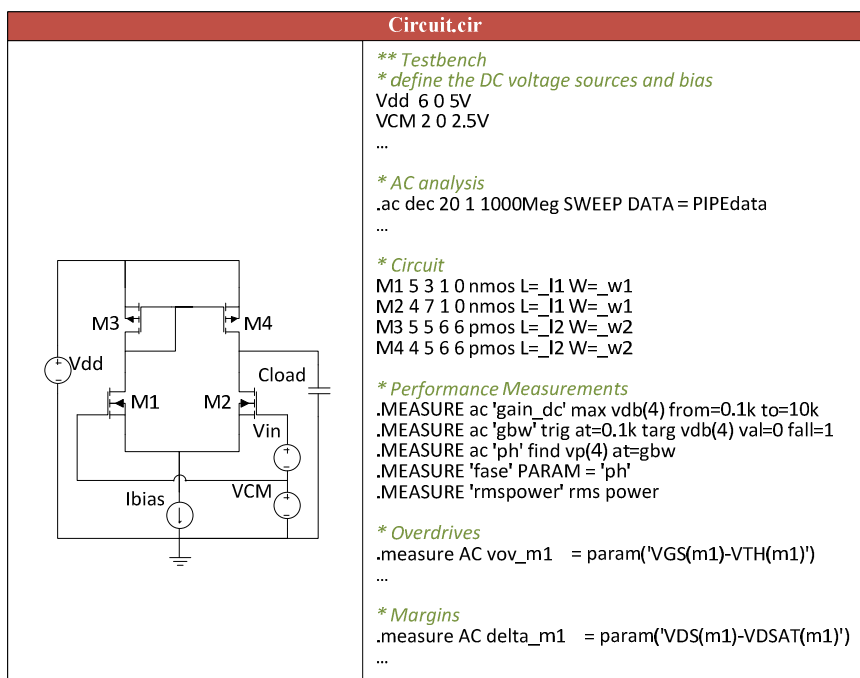 Circuit.cir
M3
M4
Vdd
Cload
M1
M2
Vin
Ibias
VCM
** Testbench
* define the DC voltage sources and bias
Vdd 6 0 5V
VCM 2 0 2.5V
...
* AC analysis
.ac dec 20 1 1000Meg SWEEP DATA = PIPEdata
...
* Circuit
M1 5 3 1 0 nmos L=_l1 W=_w1
M2 4 7 1 0 nmos L=_l1 W=_w1
M3 5 5 6 6 pmos L=_l2 W=_w2
M4 4 5 6 6 pmos L=_l2 W=_w2
* Performance Measurements
.MEASURE ac 'gain_dc' max vdb(4) from=0.1k to=10k
.MEASURE ac 'gbw' trig at=0.1k targ vdb(4) val=0 fall=1
.MEASURE ac 'ph' find vp(4) at=gbw
.MEASURE 'fase' PARAM = 'ph'
.MEASURE 'rmspower' rms power
* Overdrives
.measure AC vov_m1 = param('VGS(m1)-VTH(m1)')
...
* Margins
.measure AC delta_m1 = param('VDS(m1)-VDSAT(m1)')
...